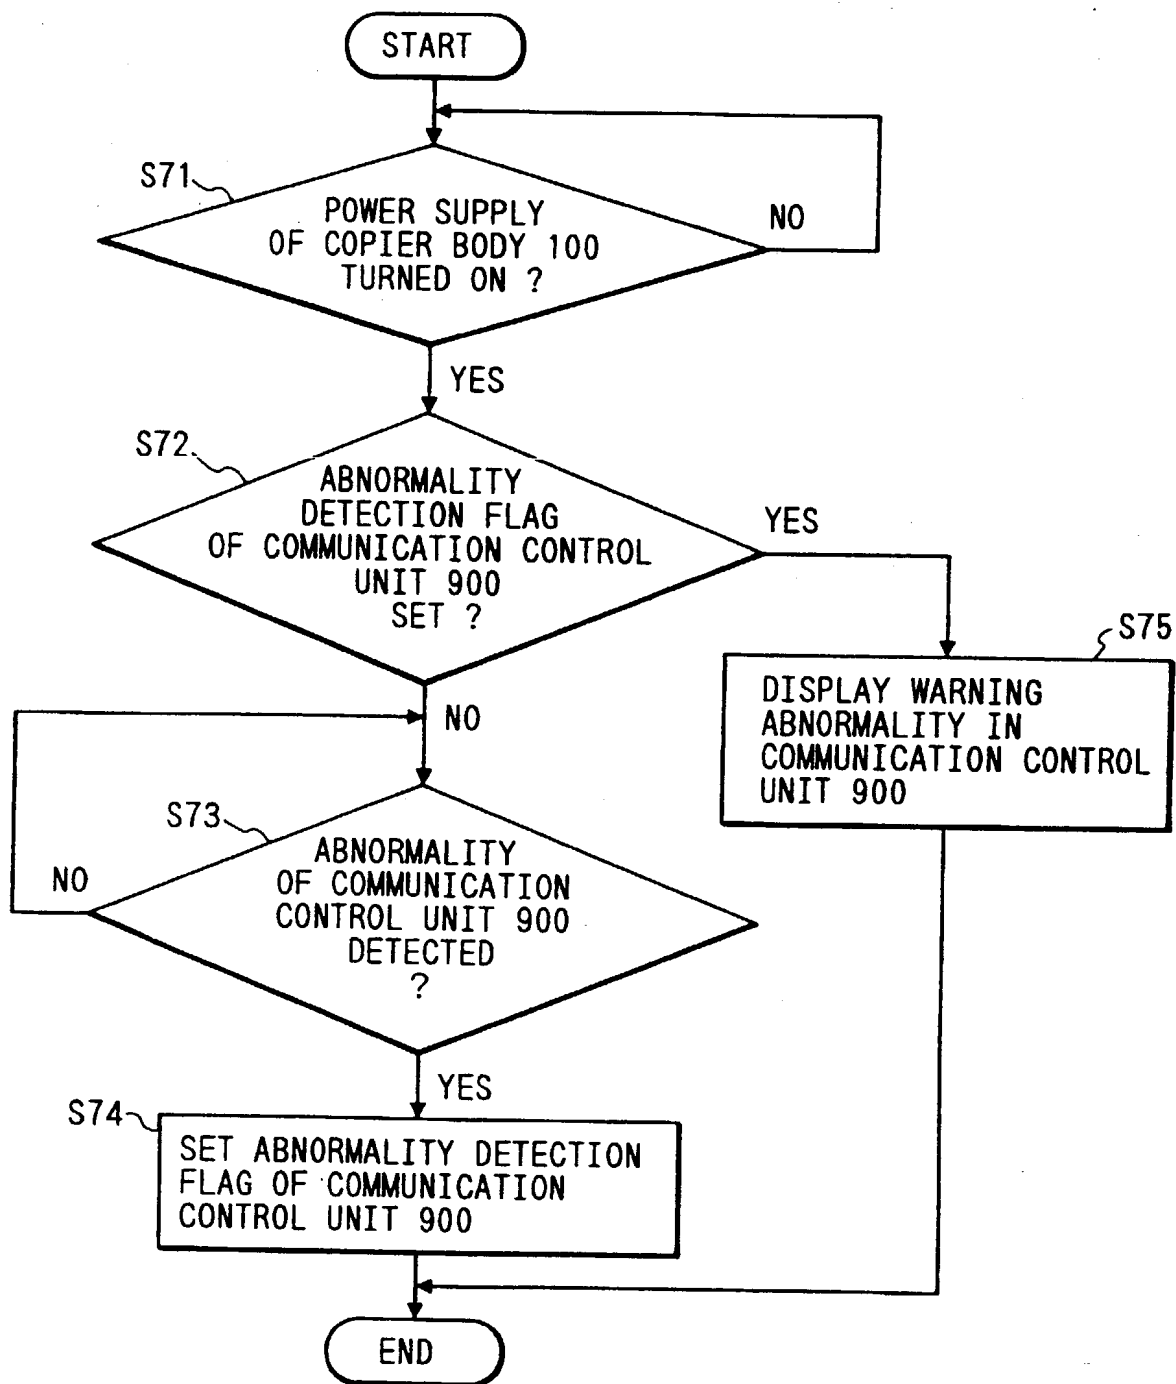 START
S71
POWER SUPPLY
OF COPIER BODY 100
TURNED ON ?
NO
YES
S72
ABNORMALITY
DETECTION FLAG
OF COMMUNICATION CONTROL
UNIT 900
SET ?
YES
NO
S75
DISPLAY WARNING
ABNORMALITY IN
COMMUNICATION CONTROL
UNIT 900
S73
ABNORMALITY
OF COMMUNICATION
CONTROL UNIT 900
DETECTED
?
NO
YES
S74
SET ABNORMALITY DETECTION
FLAG OF COMMUNICATION
CONTROL UNIT 900
END